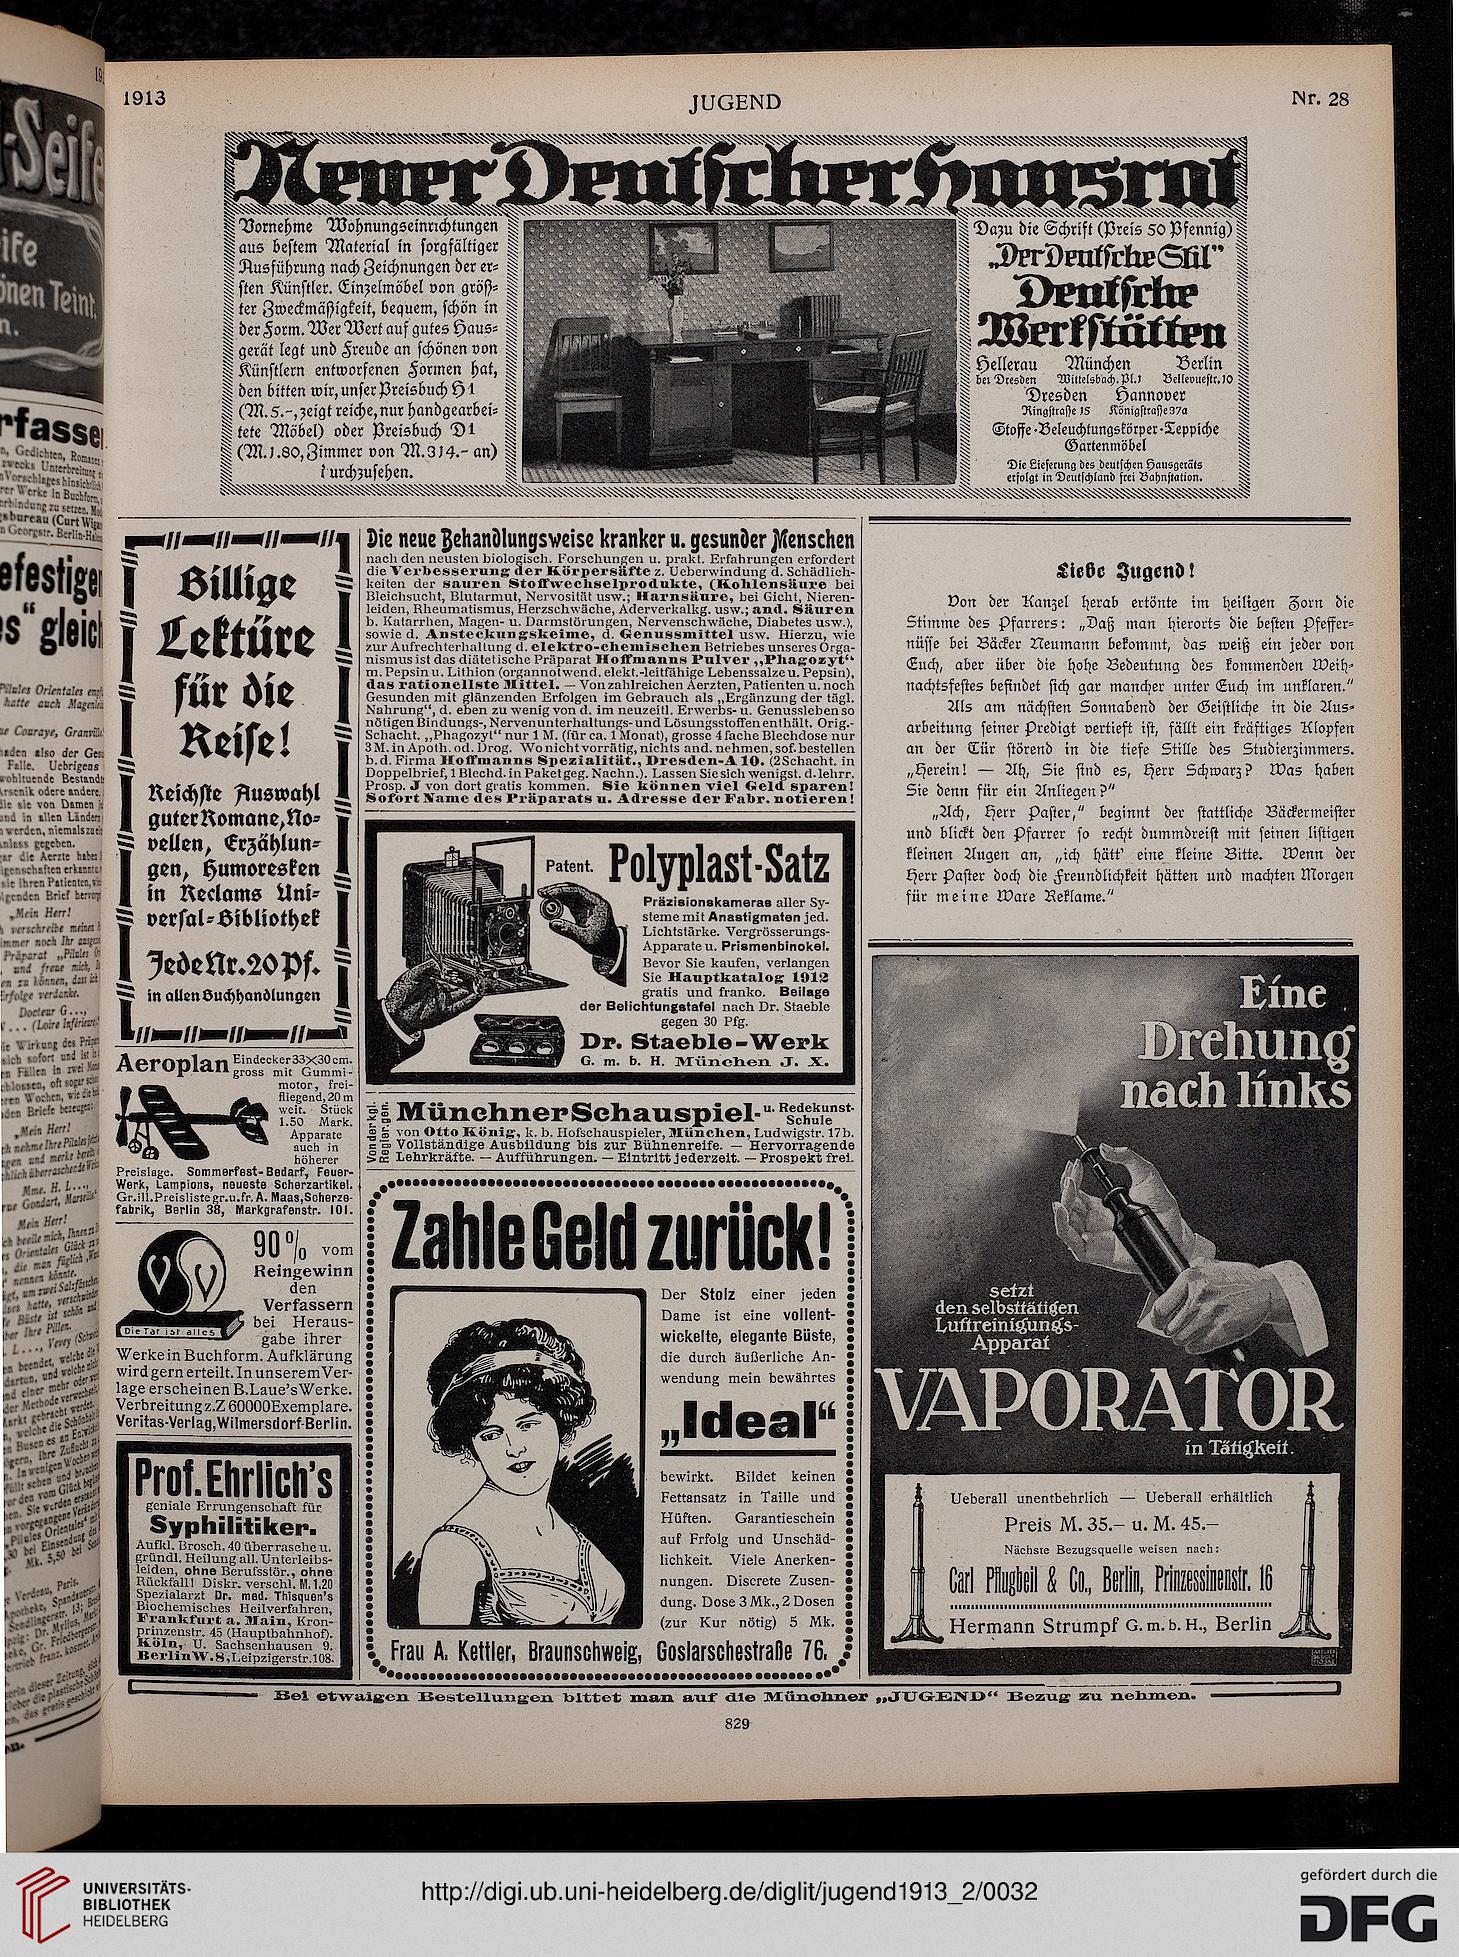 1913
JUGEND
Nr. 28
Neuer Deutscher Hausrat
Vornehme Wohnungseinrichtungen
aus bestem Material in sorgfältiger
Ausführung nach Zeichnungen der er-
sten Künstler. Einzelmöbel von größ-
ter Zweckmäßigkeit, bequem, schön in
der Form. Wer Wert auf gutes Haus-
gerät legt und Freude an schönen von
Künstlern entworfenen Formen hat,
den bitten wir, unser Preisbuch H 1
(M. 5.-, zeigt reiche, nur handgearbei-
tete Möbel) oder Preisbuch D 1
(M. 1.80, Zimmer von M. 314.- an)
durchzusehen.
Dazu die Schrift (Preis 50 Pfennig)
„Der Deutsche Stil"
Deutsche
Werkstätten
Hellerau München Berlin
bei Dresden Wittelsbach. Pl. 1 Bellevuestr. 10
Dresden Hannover
Ringstraße 15 Königstraße 37a
Stoffe • Beleuchtungskörper • Teppiche
Gartenmöbel
Die Lieferung des deutschen Hausgeräts
erfolgt in Deutschland frei Bahnstation.
Billige
Lektüre
für die
Reise!
Reichste Auswahl
guter Romane, No-
vellen, Erzählun-
gen, Humoresken
in Reclams Uni-
versal-Bibliothek
Jede Nr. 20 Pf.
in allen Buchhandlungen
Aeroplan Eindecker 33×30 cm.
gross mit Gummi-
motor, frei-
fliegend, 20 m
weit. Stück
1.50 Mark.
Apparate
auch in
höherer
Preislage. Sommerfest-Bedarf, Feuer-
Werk, Lampions, neueste Scherzartikel.
Gr. ill. Preisliste gr. u. fr. A. Maas, Scherze-
fabrik, Berlin 38, Markgrafenstr. 101.
90% vom
Reingewinn
den
Verfassern
bei Heraus-
gabe ihrer
Die Tat ist alles
Werke in Buchform. Aufklärung
wird gern erteilt. In unserem Ver-
lage erscheinen B. Laue's Werke.
Verbreitung z. Z 60000 Exemplare.
Veritas-Verlag, Wilmersdorf-Berlin.
Prof. Ehrlich's
geniale Errungenschaft für
Syphilitiker.
Aufkl. Brosch. 40 über rasche u.
gründl. Heilung all. Unterleibs-
leiden, ohne Berufsstör., ohne
Rückfall! Diskr. verschl. M. 1.20
Spezialarzt Dr. med. Thisquen's
Biochemisches Heilverfahren,
Frankfurt a. Main, Kron-
prinzenstr. 45 (Hauptbahnhof).
Köln, U. Sachsenhausen 9.
Berlin W. 8, Leipzigerstr. 108.
Die neue Behandlungsweise kranker u. gesunder Menschen
nach den neusten biologisch. Forschungen u. prakt. Erfahrungen erfordert
die Verbesserung der Körpersäfte z. Ueberwindung d. Schädlich-
keiten der sauren Stoffwechselprodukte, (Kohlensäure bei
Bleichsucht, Blutarmut, Nervosität usw.; Harnsäure, bei Gicht, Nieren-
leiden, Rheumatismus, Herzschwäche, Aderverkalkg. usw.; and. Säuren
b. Katarrhen, Magen- u. Darmstörungen, Nervenschwäche, Diabetes usw.),
sowie d. Ansteckungskeime, d. Genussmittel usw. Hierzu, wie
zur Aufrechterhaltung d. elektro-chemischen Betriebes unseres Orga-
nismus ist das diätetische Präparat Hoffmanns Pulver „Phagozyt"
m. Pepsin u. Lithion (organnotwend. elekt.-leitfähige Lebenssalze u. Pepsin),
das rationellste Mittel. — Von zahlreichen Aerzten, Patienten u. noch
Gesunden mit glänzenden Erfolgen im Gebrauch als „Ergänzung der tägl.
Nahrung", d. eben zu wenig von d. im neuzeitl. Erwerbs- u. Genussleben so
nötigen Bindungs-, Nervenunterhaltungs- und Lösungsstoffen enthält. Orig.-
Schacht. „Phagozyt" nur 1 M. (für ca. 1 Monat), grosse 4 fache Blechdose nur
3 M. in Apoth. od. Drog. Wo nicht vorrätig, nichts and. nehmen, sof. bestellen
b. d. Firma Hoffmanns Spezialität., Dresden-A 10. (2 Schacht. in
Doppelbrief, 1 Blechd. in Paket geg. Nachn.). Lassen Sie sich wenigst. d. lehrr.
Prosp. J von dort gratis kommen. Sie können viel Geld sparen!
Sofort Name des Präparats u. Adresse der Fabr. notieren!
Patent. Polyplast-Satz
Präzisionskameras aller Sy-
steme mit Anastigmaten jed.
Lichtstärke. Vergrösserungs-
Apparate u. Prismenbinokel.
Bevor Sie kaufen, verlangen
Sie Hauptkatalog 1912
gratis und franko. Beilage
der Belichtungstafel nach Dr. Staeble
gegen 30 Pfg.
Dr. Staeble-Werk
G. m. b. H. München J. X.
Von der kgl.
Regier. gen.
Münchner Schauspiel- u. Redekunst-
Schule
von Otto König, k. b. Hofschauspieler, München, Ludwigstr. 17b.
Vollständige Ausbildung bis zur Bühnenreife. — Hervorragende
Lehrkräfte. — Aufführungen. — Eintritt jederzeit. — Prospekt frei.
Zahle Geld zurück!
Der Stolz einer jeden
Dame ist eine vollent-
wickelte, elegante Büste,
die durch äußerliche An-
wendung mein bewährtes
„Ideal"
bewirkt. Bildet keinen
Fettansatz in Taille und
Hüften. Garantieschein
auf Erfolg und Unschäd-
lichkeit. Viele Anerken-
nungen. Discrete Zusen-
dung. Dose 3 Mk., 2 Dosen
(zur Kur nötig) 5 Mk.
Frau A. Kettler, Braunschweig, Goslarschestraße 76.
Liebe Jugend!
Von der Kanzel herab ertönte im heiligen Zorn die
Stimme des Pfarrers: „Daß man hierorts die besten Pfeffer-
nüsse bei Bäcker Neumann bekommt, das weiß ein jeder von
Euch, aber über die hohe Bedeutung des kommenden Weih-
nachtsfestes befindet sich gar mancher unter Euch im unklaren."
Als am nächsten Sonnabend der Geistliche in die Aus-
arbeitung seiner Predigt vertieft ist, fällt ein kräftiges Klopfen
an der Tür störend in die tiefe Stille des Studierzimmers.
„Herein! — Ah, Sie sind es, Herr Schwarz? Was haben
Sie denn für ein Anliegen?"
„Ach, Herr Pastor," beginnt der stattliche Bäckermeister
und blickt den Pfarrer so recht dummdreist mit seinen listigen
kleinen Augen an, „ich hätt' eine kleine Bitte. Wenn der
Herr Pastor doch die Freundlichkeit hätten und machten Morgen
für meine Ware Reklame."
Eine
Drehung
nach links
setzt
den selbsttätigen
Luftreinigungs-
Apparat
VAPORATOR
in Tätigkeit.
Ueberall unentbehrlich — Ueberall erhältlich
Preis M. 35.— u. M. 45.—
Nächste Bezugsquelle weisen nach:
Carl Pflugheil & Co., Berlin, Prinzessinenstr. 16
Hermann Strumpf G. m. b. H., Berlin
Bei etwaigen Bestellungen bittet man auf die Münchner „JUGEND" Bezug zu nehmen.
829
UNIVERSITÄTS-
BIBLIOTHEK
HEIDELBERG
http://digi.ub.uni-heidelberg.de/diglit/jugend1913_2/0032
gefördert durch die
DFG